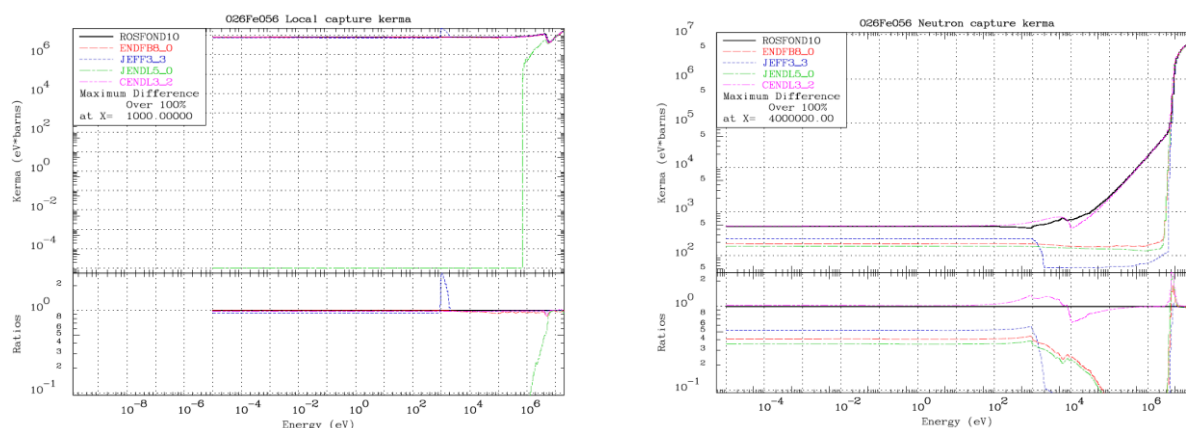 026Fe056 Local capture kerma
10^6
10^4
10^2
10^0
10^-2
10^-4
Kerma (eV*barns)
ROSFOND10
ENDFB8_0
JEFF3_3
JENDL5_0
CENDL3_2
Maximum Difference
Over 100%
at X= 1000.00000
2
10^0
8
6
5
4
3
2
10^-1
Ratios
10^-8 10^-6 10^-4 10^-2 10^0 10^2 10^4 10^6
Energy (eV)
026Fe056 Neutron capture kerma
10^7
5
10^6
5
10^5
5
10^4
5
10^3
5
10^2
5
Kerma (eV*barns)
ROSFOND10
ENDFB8_0
JEFF3_3
JENDL5_0
CENDL3_2
Maximum Difference
Over 100%
at X= 4000000.00
2
10^0
8
6
5
4
3
2
10^-1
Ratios
10^-4 10^-2 10^0 10^2 10^4 10^6
Energy (eV)